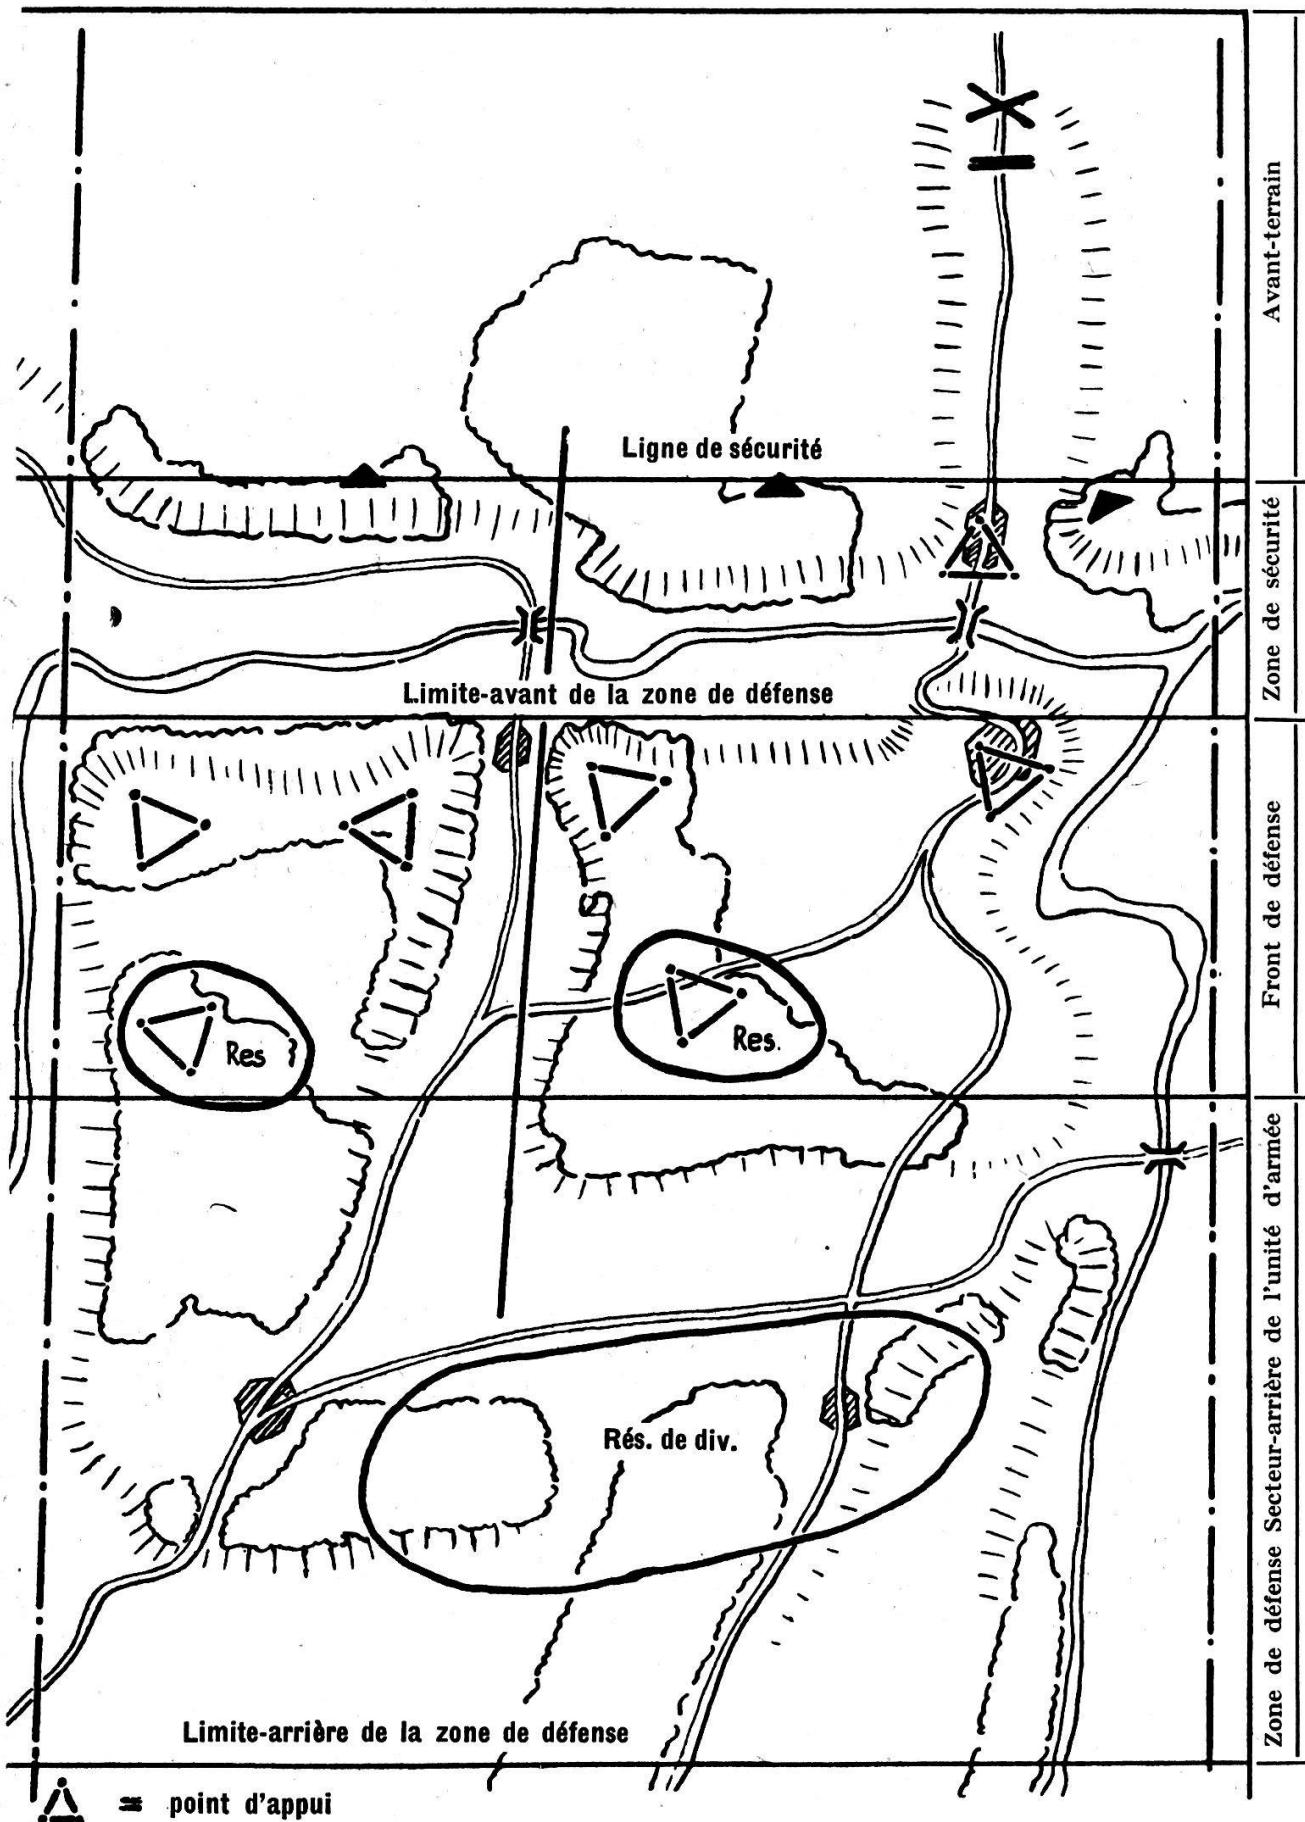 Avant-terrain
Ligne de sécurité
Zone de sécurité
Limite-avant de la zone de défense
Front de défense
Res
Res.
Zone de défense Secteur-arrière de l'unité d'armée
Rés. de div.
Limite-arrière de la zone de défense
= point d'appui